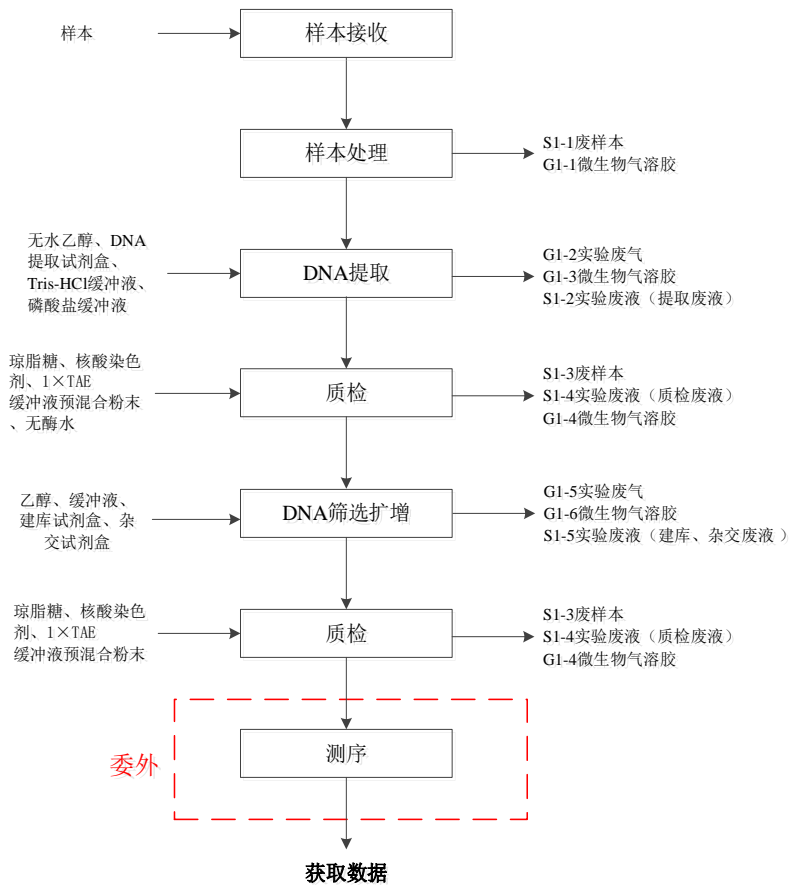 样本
样本接收
样本处理
S1-1废样本
G1-1微生物气溶胶
无水乙醇、DNA
提取试剂盒、
Tris-HCl缓冲液、
磷酸盐缓冲液
DNA提取
G1-2实验废气
G1-3微生物气溶胶
S1-2实验废液（提取废液）
琼脂糖、核酸染色
剂、1×TAE
缓冲液预混合粉末
、无酶水
质检
S1-3废样本
S1-4实验废液（质检废液）
G1-4微生物气溶胶
乙醇、缓冲液、
建库试剂盒、杂
交试剂盒
DNA筛选扩增
G1-5实验废气
G1-6微生物气溶胶
S1-5实验废液（建库、杂交废液）
琼脂糖、核酸染色
剂、1×TAE
缓冲液预混合粉末
质检
S1-3废样本
S1-4实验废液（质检废液）
G1-4微生物气溶胶
委外
测序
获取数据